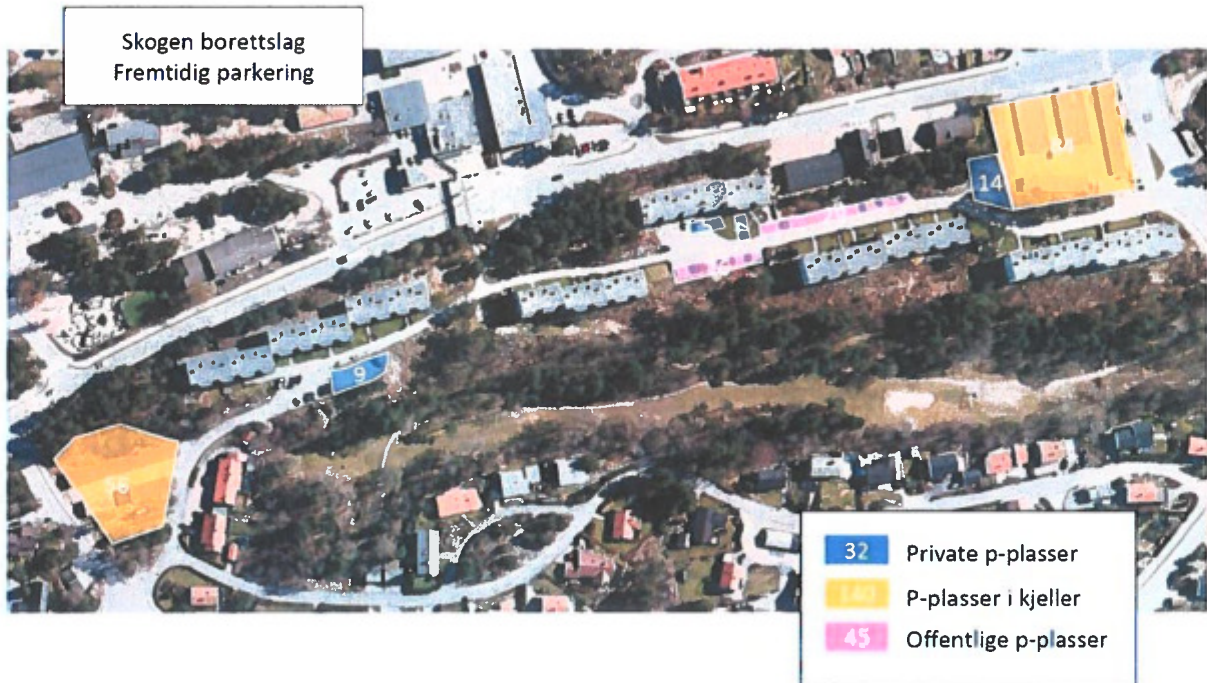 Skogen borettslag
Fremtidig parkering
14
9
32 Private p-plasser
140 P-plasser i kjeller
45 Offentlige p-plasser